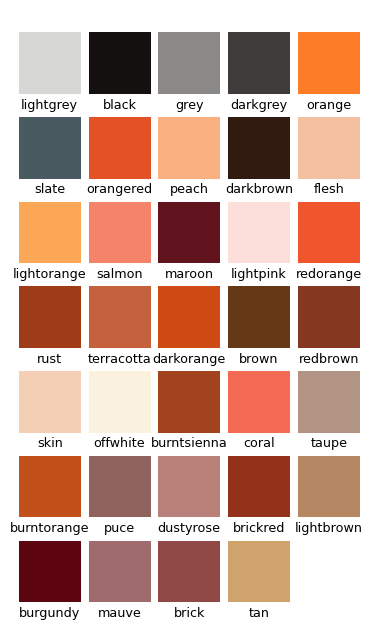 lightgrey black grey darkgrey orange
slate orangered peach darkbrown flesh
lightorange salmon maroon lightpink redorange
rust terracotta darkorange brown redbrown
skin offwhite burntsienna coral taupe
burntorange puce dustyrose brickred lightbrown
burgundy mauve brick tan